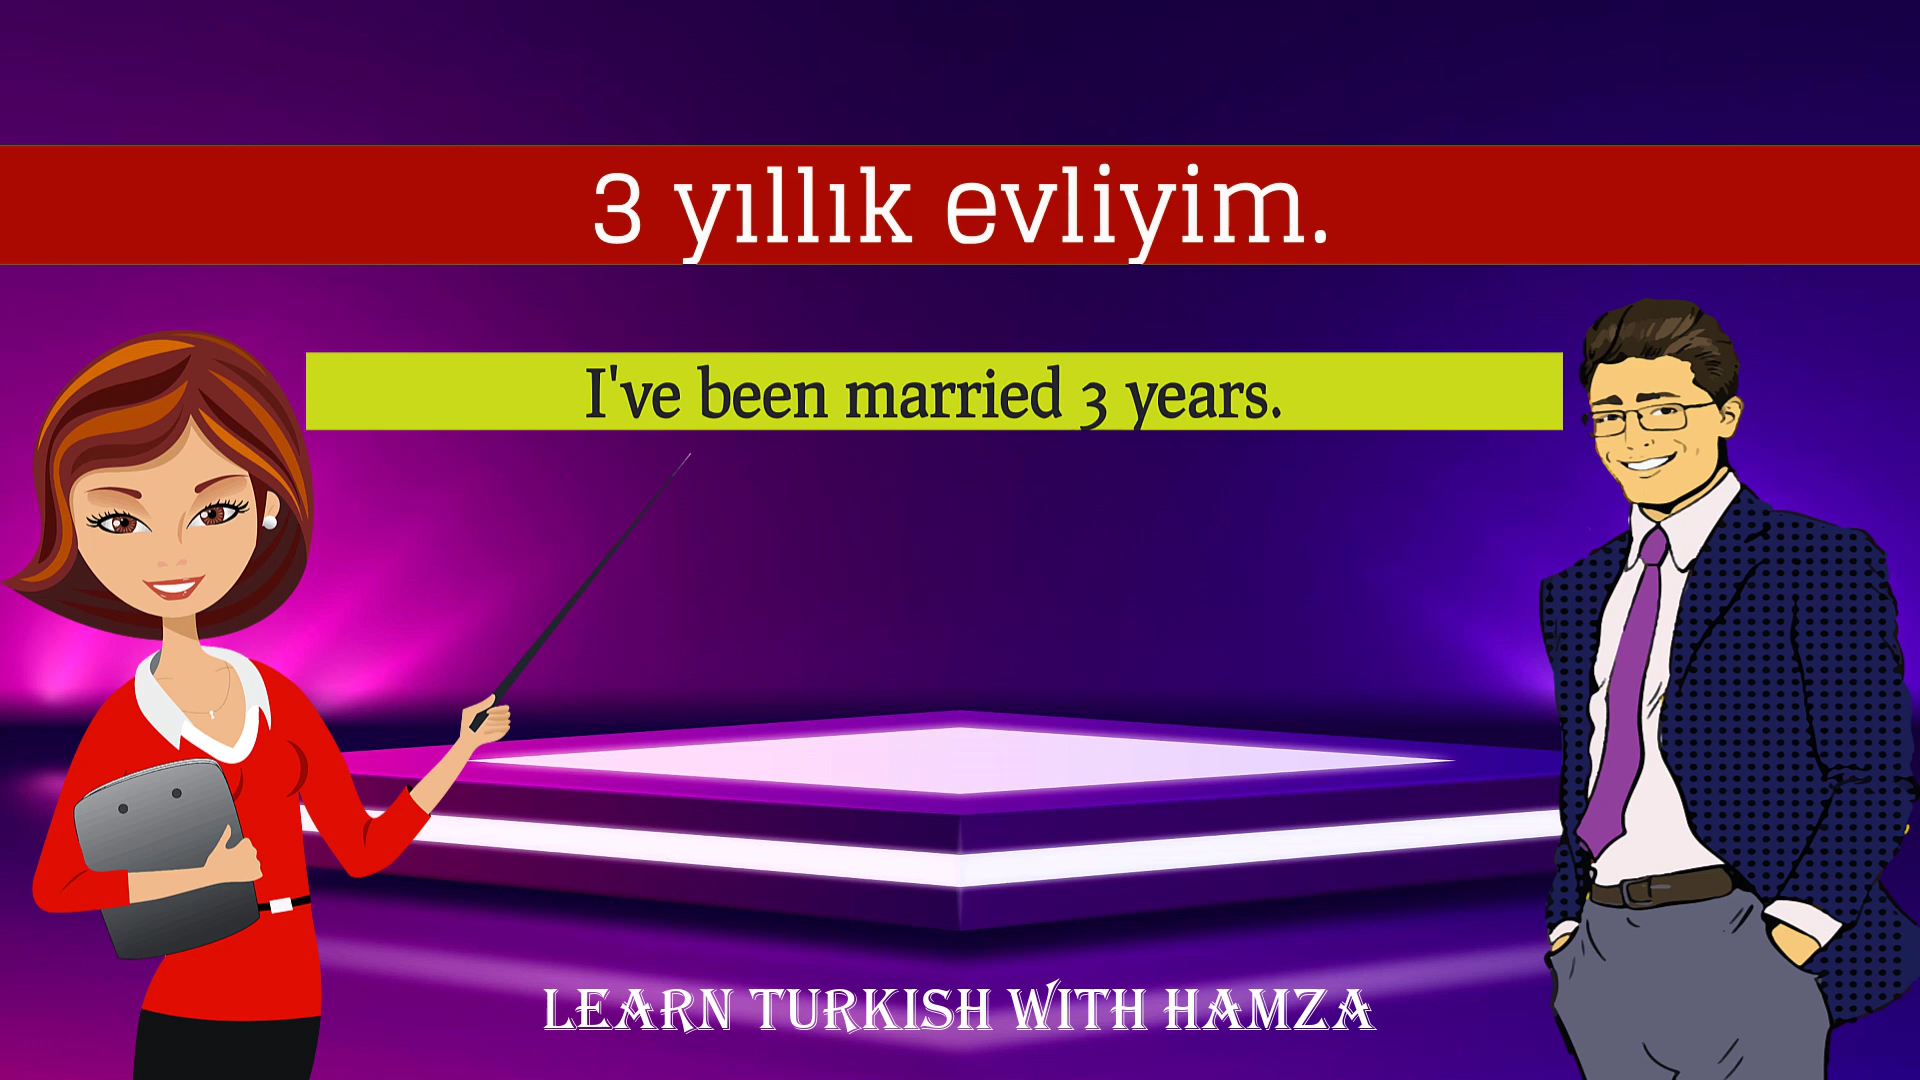 3 yıllık evliyim.
I've been married 3 years.
LEARN TURKISH WITH HAMZA